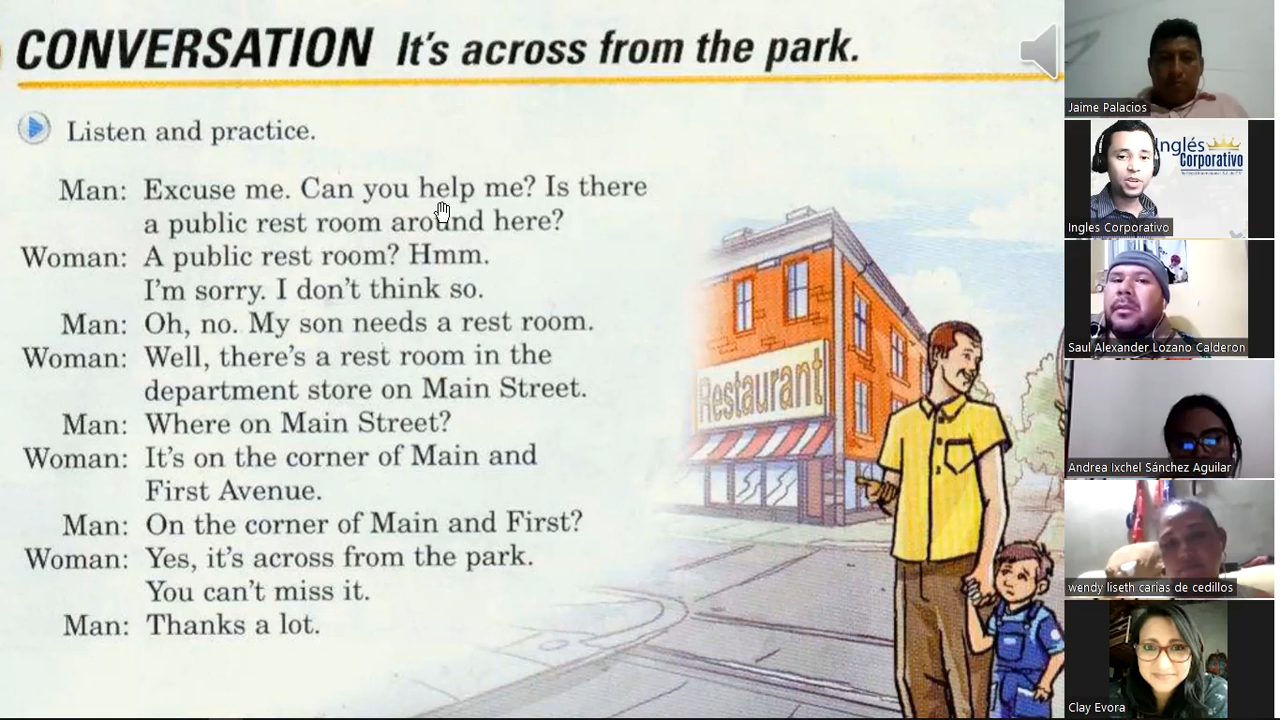 CONVERSATION It's across from the park.
Listen and practice.
Man: Excuse me. Can you help me? Is there
a public rest room around here?
Woman: A public rest room? Hmm.
I'm sorry. I don't think so.
Man: Oh, no. My son needs a rest room.
Woman: Well, there's a rest room in the
department store on Main Street.
Man: Where on Main Street?
Woman: It's on the corner of Main and
First Avenue.
Man: On the corner of Main and First?
Woman: Yes, it's across from the park.
You can't miss it.
Man: Thanks a lot.
Restaurant
Jaime Palacios
Inglés
Corporativo
Ingles Corporativo
Saul Alexander Lozano Calderon
Andrea Ixchel Sánchez Aguilar
wendy liseth carias de cedillos
Clay Evora